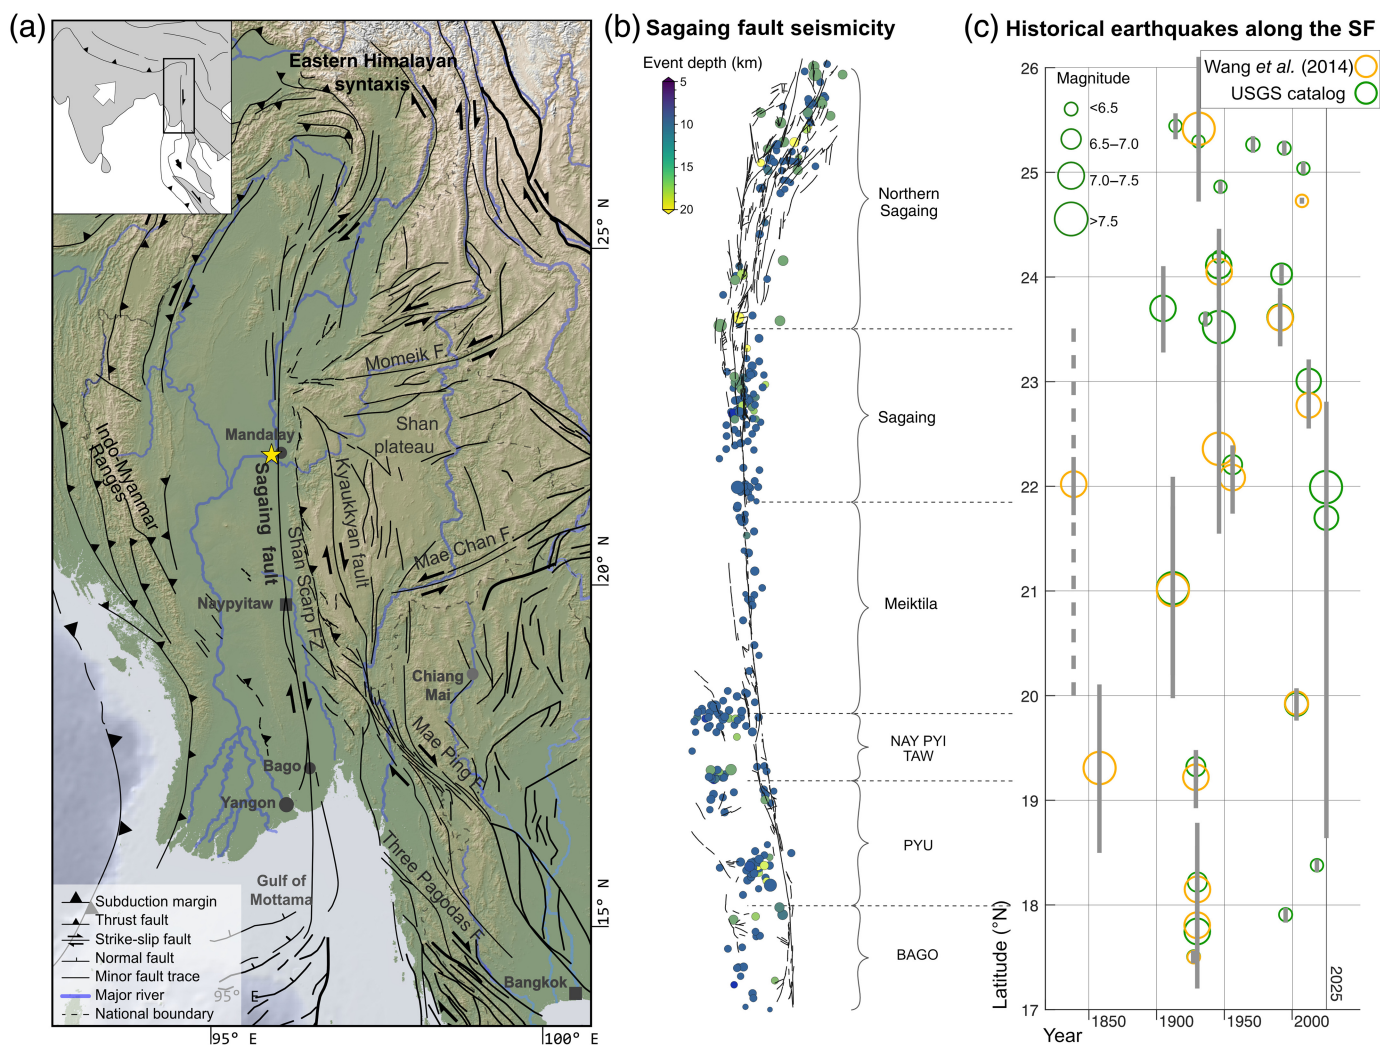 (a)
Eastern Himalayan
syntaxis
Momeik F.
Shan
plateau
Mandalay
Indo-Myanmar
Ranges
Sagaing fault
Kyaukkyan fault
Shan Scarp FZ
Mae Chan F.
Naypyitaw
Chiang
Mai
Mae Ping F.
Bago
Yangon
Three Pagodas F.
Gulf of
Mottama
Bangkok
Subduction margin
Thrust fault
Strike-slip fault
Normal fault
Minor fault trace
Major river
National boundary
95° E
25° N
20° N
15° N
95° E
100° E
(b) Sagaing fault seismicity
Event depth (km)
5
10
15
20
Northern
Sagaing
Sagaing
Meiktila
NAY PYI
TAW
PYU
BAGO
(c) Historical earthquakes along the SF
Wang et al. (2014)
USGS catalog
Magnitude
<6.5
6.5–7.0
7.0–7.5
>7.5
26
25
24
23
22
21
20
19
18
17
Latitude (°N)
2025
1850
1900
1950
2000
Year